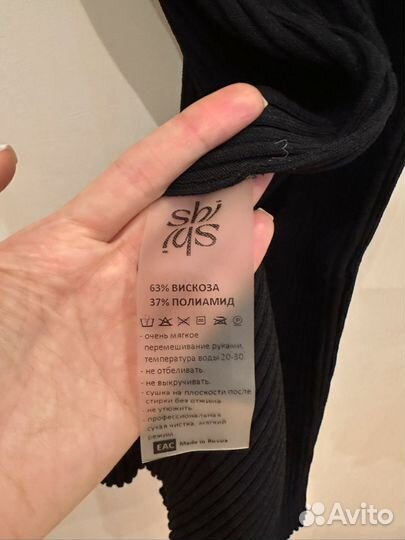 shi
shi
63% ВИСКОЗА
37% ПОЛИАМИД
- очень мягкое
перемешивание руками,
температура воды 20-30
- не отбеливать.
- не выкручивать.
- сушка на плоскости после
стирки без отжима
- не утюжить.
- профессиональная
сухая чистка, мягкий
режим
EAC Made in Russia
Avito